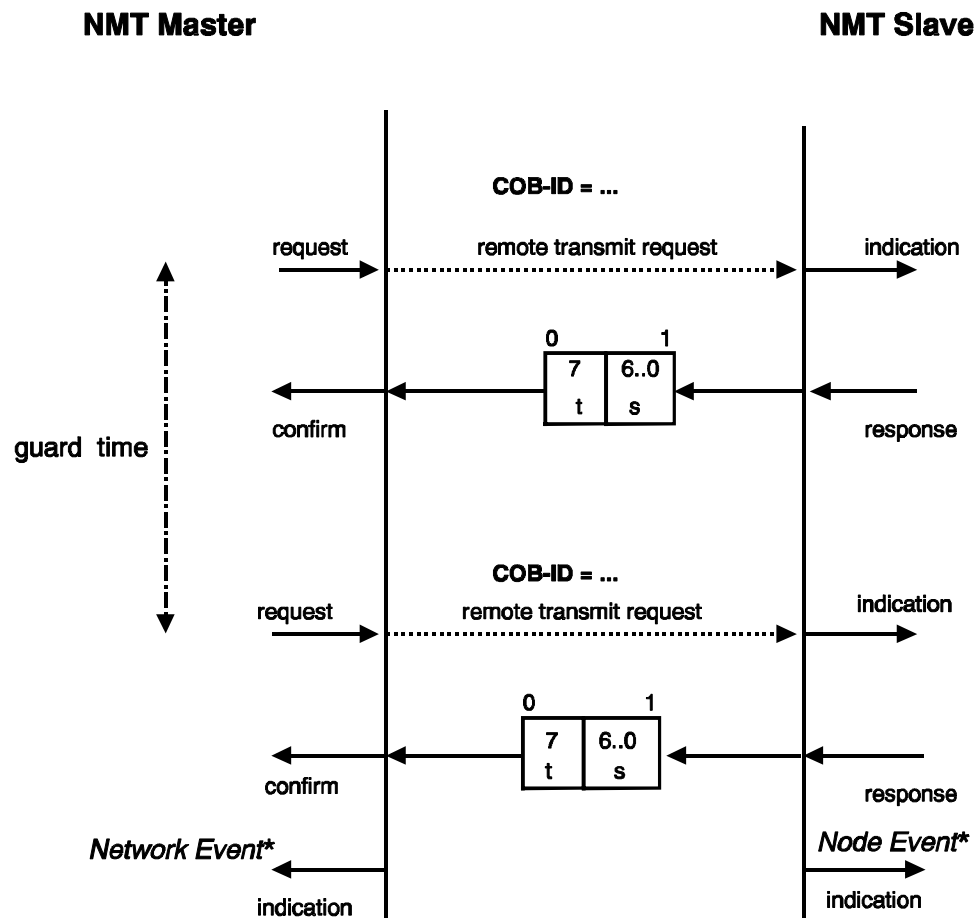 NMT Master NMT Slave
COB-ID = ...
request remote transmit request indication
0 1
7 6..0
t s
confirm response
guard time
COB-ID = ...
request remote transmit request indication
0 1
7 6..0
t s
confirm response
Network Event* Node Event*
indication indication